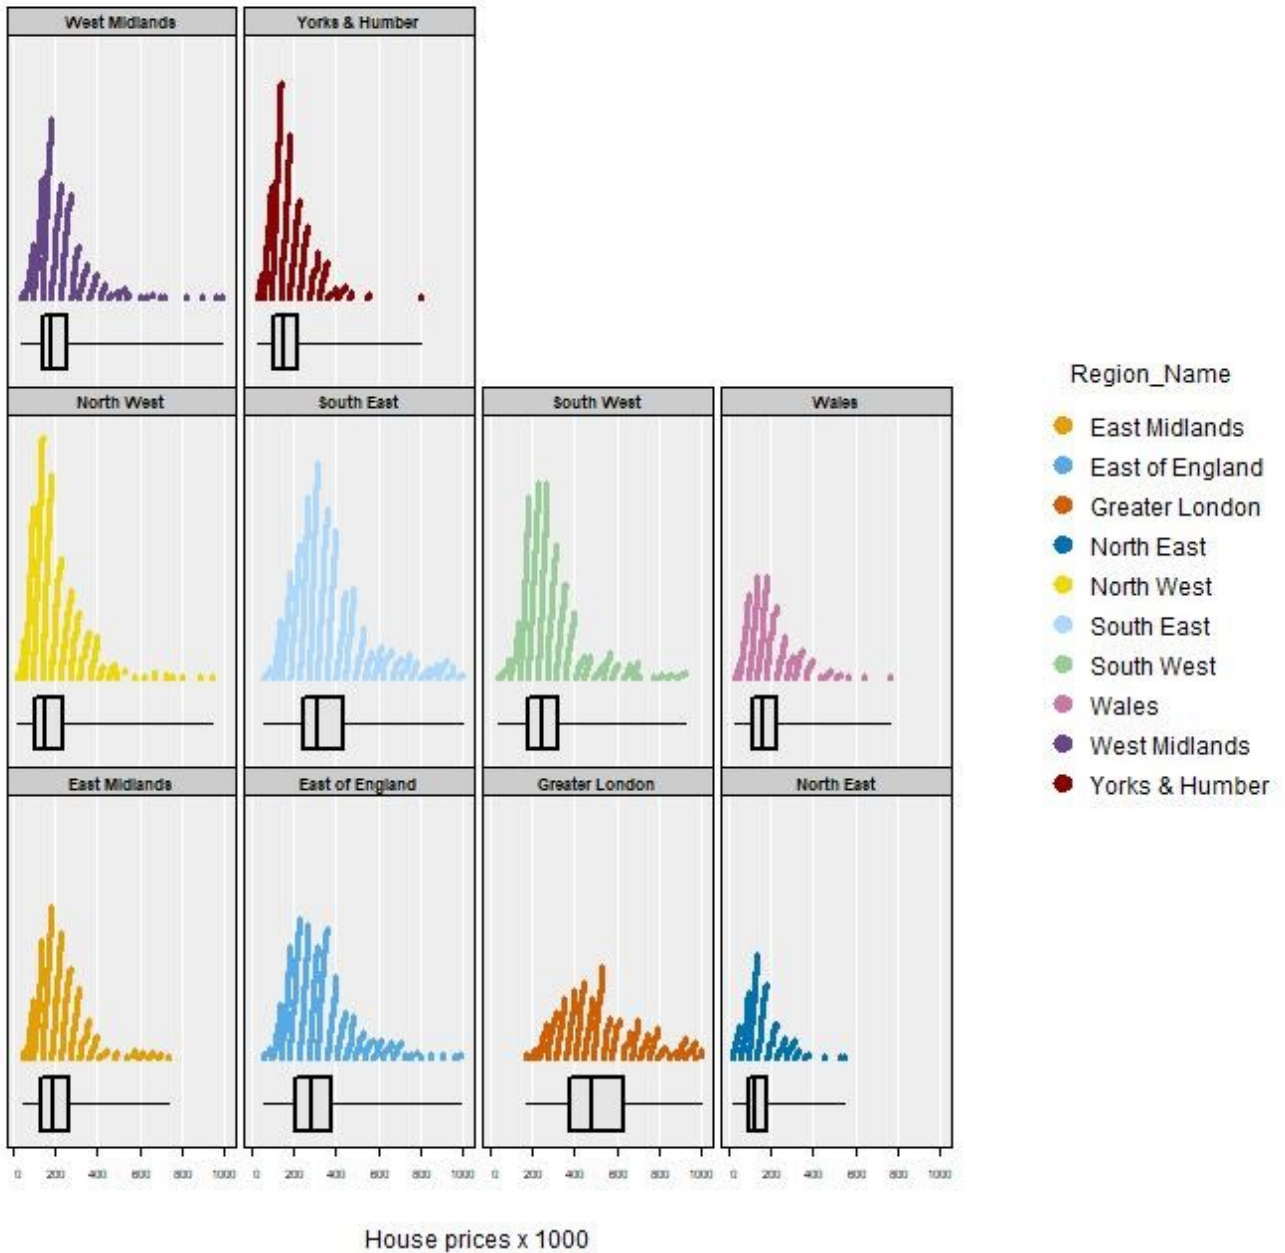 West Midlands
Yorks & Humber
North West
South East
South West
Wales
East Midlands
East of England
Greater London
North East
0 200 400 600 800 1000
0 200 400 600 800 1000
0 200 400 600 800 1000
0 200 400 600 800 1000
House prices x 1000
Region_Name
East Midlands
East of England
Greater London
North East
North West
South East
South West
Wales
West Midlands
Yorks & Humber